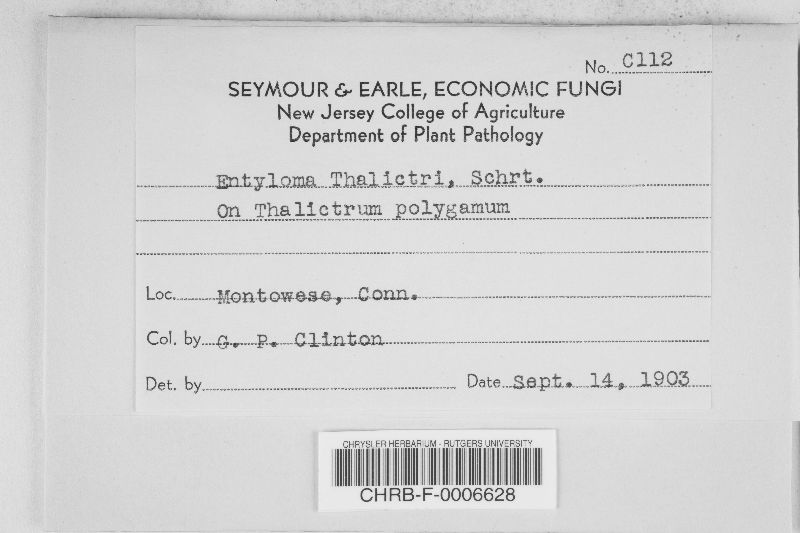 No. C112
SEYMOUR & EARLE, ECONOMIC FUNGI
New Jersey College of Agriculture
Department of Plant Pathology
Entyloma Thalictri, Schrt.
On Thalictrum polygamum
Loc. Montowese, Conn.
Col. by G. P. Clinton
Det. by Date Sept. 14, 1903
CHRYSLER HERBARIUM - RUTGERS UNIVERSITY
CHRB-F-0006628